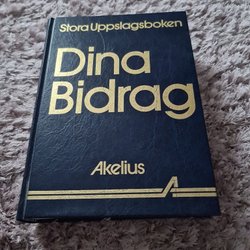 Stora Uppslagsboken
Dina
Bidrag
Akelius